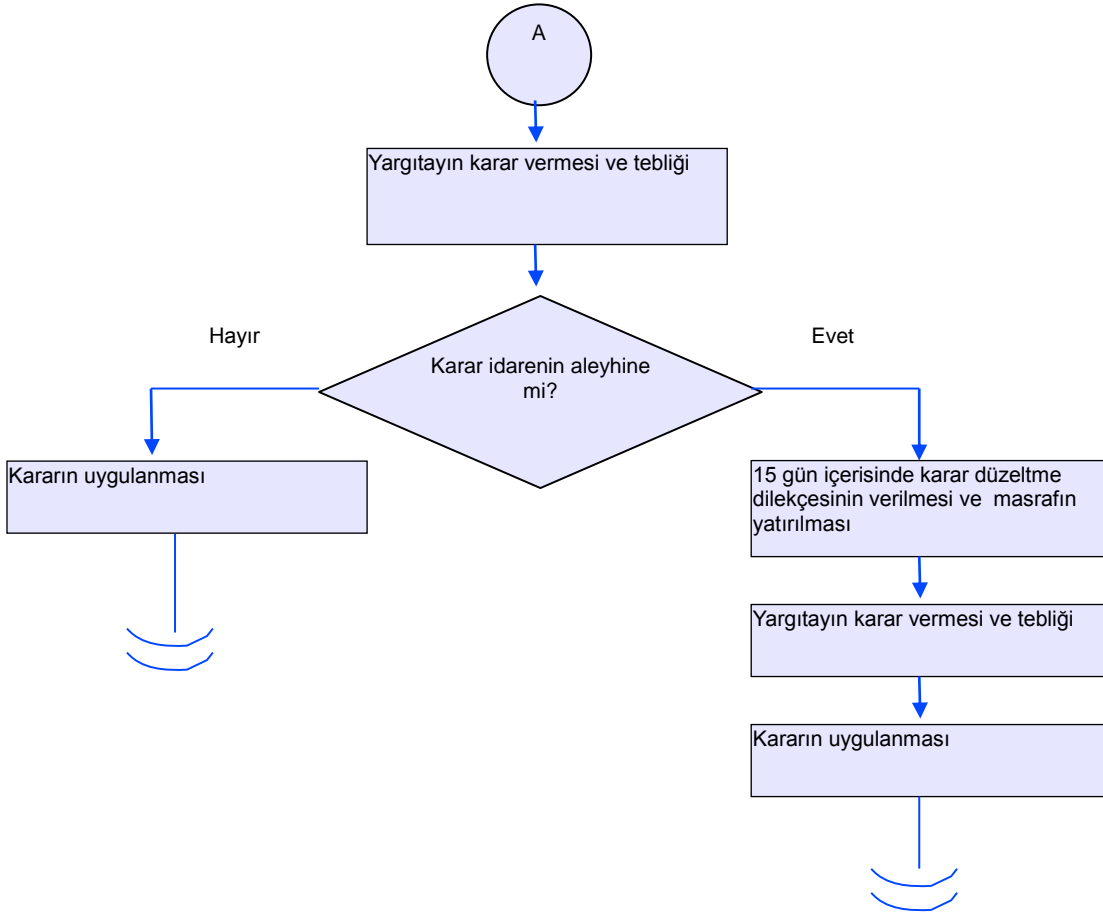 A
Yargıtayın karar vermesi ve tebliği
Hayır
Evet
Karar idarenin aleyhine
mi?
Kararın uygulanması
15 gün içerisinde karar düzeltme
dilekçesinin verilmesi ve  masrafın
yatırılması
Yargıtayın karar vermesi ve tebliği
Kararın uygulanması